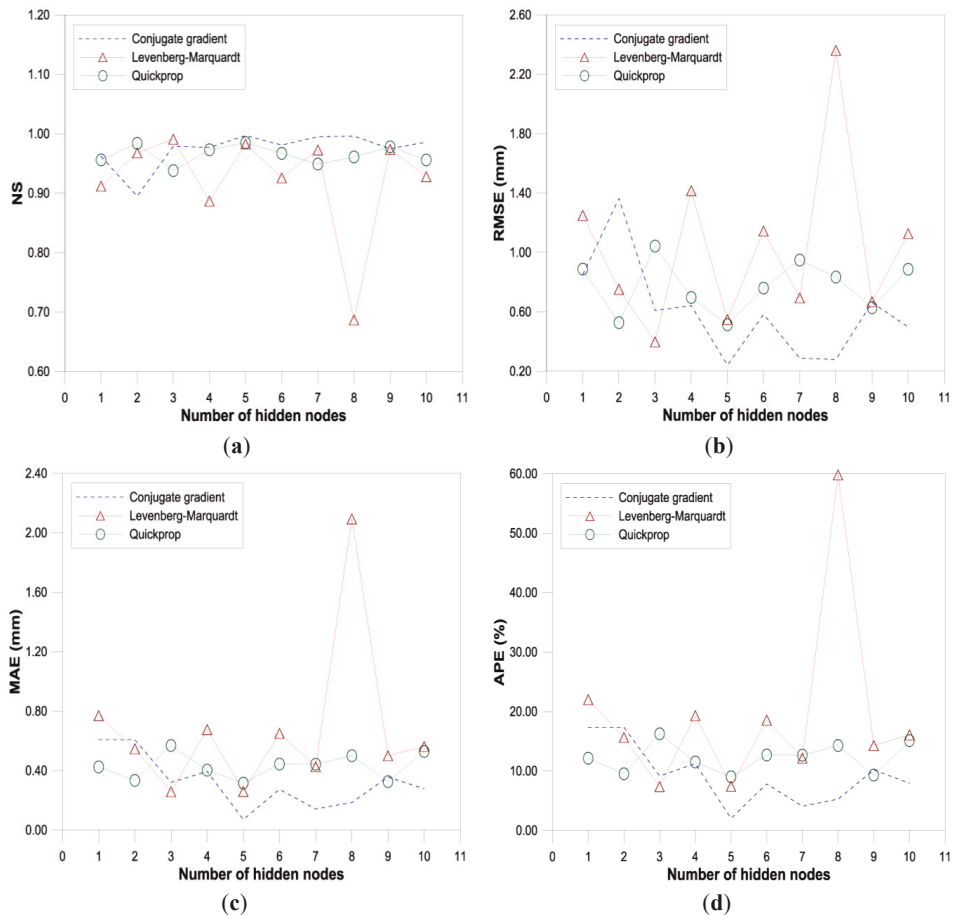 1.20
1.10
1.00
0.90
0.80
0.70
0.60
NS
Conjugate gradient
Levenberg-Marquardt
Quickprop
0 1 2 3 4 5 6 7 8 9 10 11
Number of hidden nodes
(a)
2.60
2.20
1.80
1.40
1.00
0.60
0.20
RMSE (mm)
Conjugate gradient
Levenberg-Marquardt
Quickprop
0 1 2 3 4 5 6 7 8 9 10 11
Number of hidden nodes
(b)
2.40
2.00
1.60
1.20
0.80
0.40
0.00
MAE (mm)
Conjugate gradient
Levenberg-Marquardt
Quickprop
0 1 2 3 4 5 6 7 8 9 10 11
Number of hidden nodes
(c)
60.00
50.00
40.00
30.00
20.00
10.00
0.00
APE (%)
Conjugate gradient
Levenberg-Marquardt
Quickprop
0 1 2 3 4 5 6 7 8 9 10 11
Number of hidden nodes
(d)